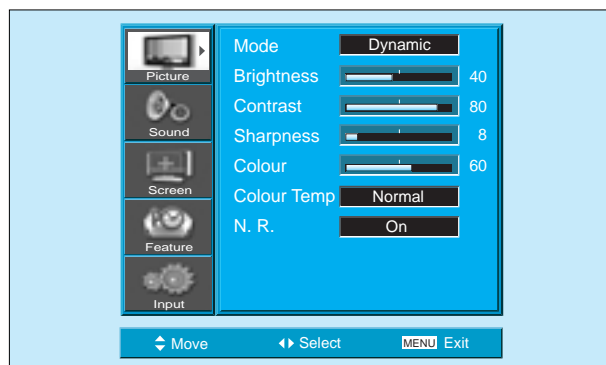 Picture
Sound
Screen
Feature
Input
Mode Dynamic
Brightness 40
Contrast 80
Sharpness 8
Colour 60
Colour Temp Normal
N. R. On
Move Select MENU Exit